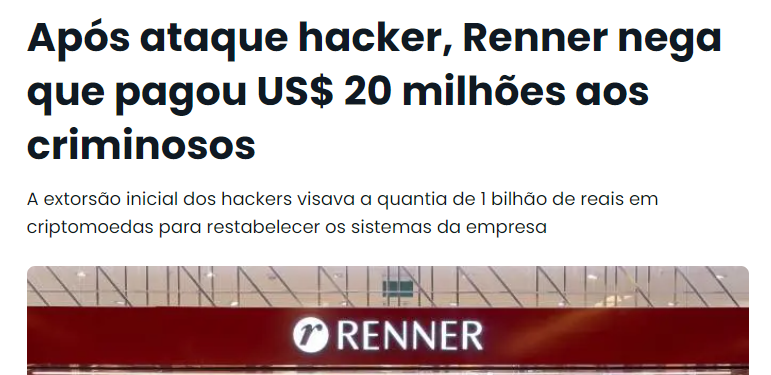 Após ataque hacker, Renner nega
que pagou US$ 20 milhões aos
criminosos
A extorsão inicial dos hackers visava a quantia de 1 bilhão de reais em
criptomoedas para restabelecer os sistemas da empresa
r RENNER